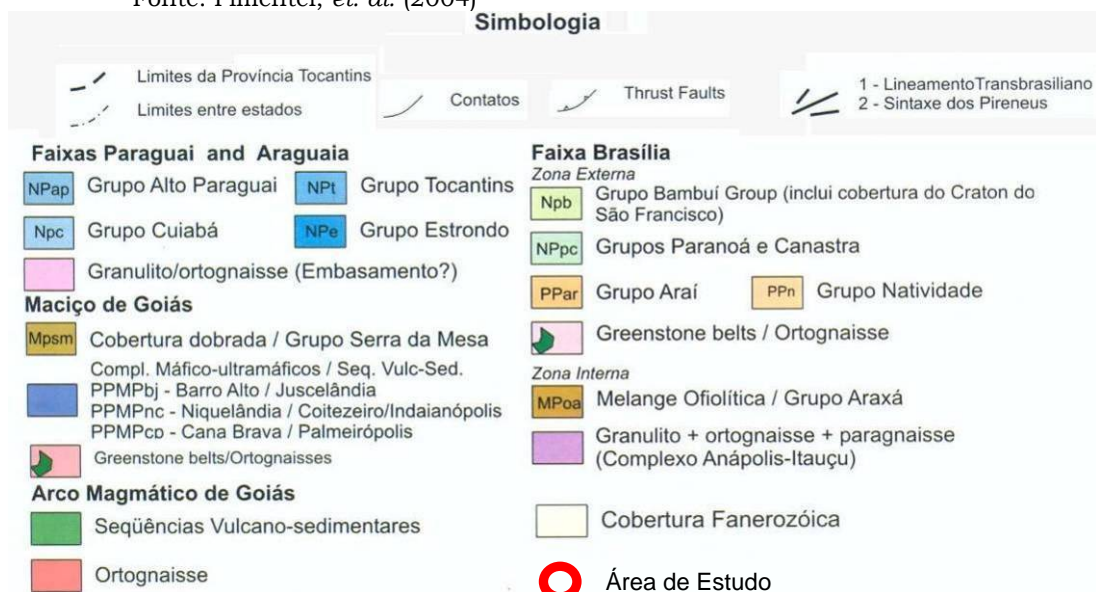 Fonte: Pimentel, et. al. (2004)
Simbologia
Limites da Província Tocantins
Limites entre estados
Contatos
Thrust Faults
1 - LineamentoTransbrasiliano
2 - Sintaxe dos Pireneus
Faixas Paraguai and Araguaia
NPap Grupo Alto Paraguai
NPt Grupo Tocantins
Npc Grupo Cuiabá
NPe Grupo Estrondo
Granulito/ortognaisse (Embasamento?)
Maciço de Goiás
Mpsm Cobertura dobrada / Grupo Serra da Mesa
Compl. Máfico-ultramáficos / Seq. Vulc-Sed.
PPMPbj - Barro Alto / Juscelândia
PPMPnc - Niquelândia / Coitezeiro/Indaianópolis
PPMPcp - Cana Brava / Palmeirópolis
Greenstone belts/Ortognaisses
Arco Magmático de Goiás
Seqüências Vulcano-sedimentares
Ortognaisse
Faixa Brasília
Zona Externa
Npb Grupo Bambuí Group (inclui cobertura do Craton do
São Francisco)
NPpc Grupos Paranoá e Canastra
PPar Grupo Araí
PPn Grupo Natividade
Greenstone belts / Ortognaisse
Zona Interna
MPoa Melange Ofiolítica / Grupo Araxá
Granulito + ortognaisse + paragnaisse
(Complexo Anápolis-Itauçu)
Cobertura Fanerozóica
Área de Estudo